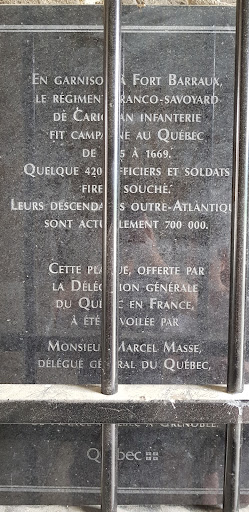 En garnison à Fort Barraux,
le régiment franco-savoyard
de Carignan infanterie
fit campagne au Québec
de 5 à 1669.
Quelque 420 officiers et soldats
firent souche.
Leurs descendants outre-Atlantique
sont actuellement 700 000.
Cette plaque, offerte par
la Délégation générale
du Québec en France,
a été dévoilée par
Monsieur Marcel Masse,
délégué général du Québec,
à Grenoble.
Québec